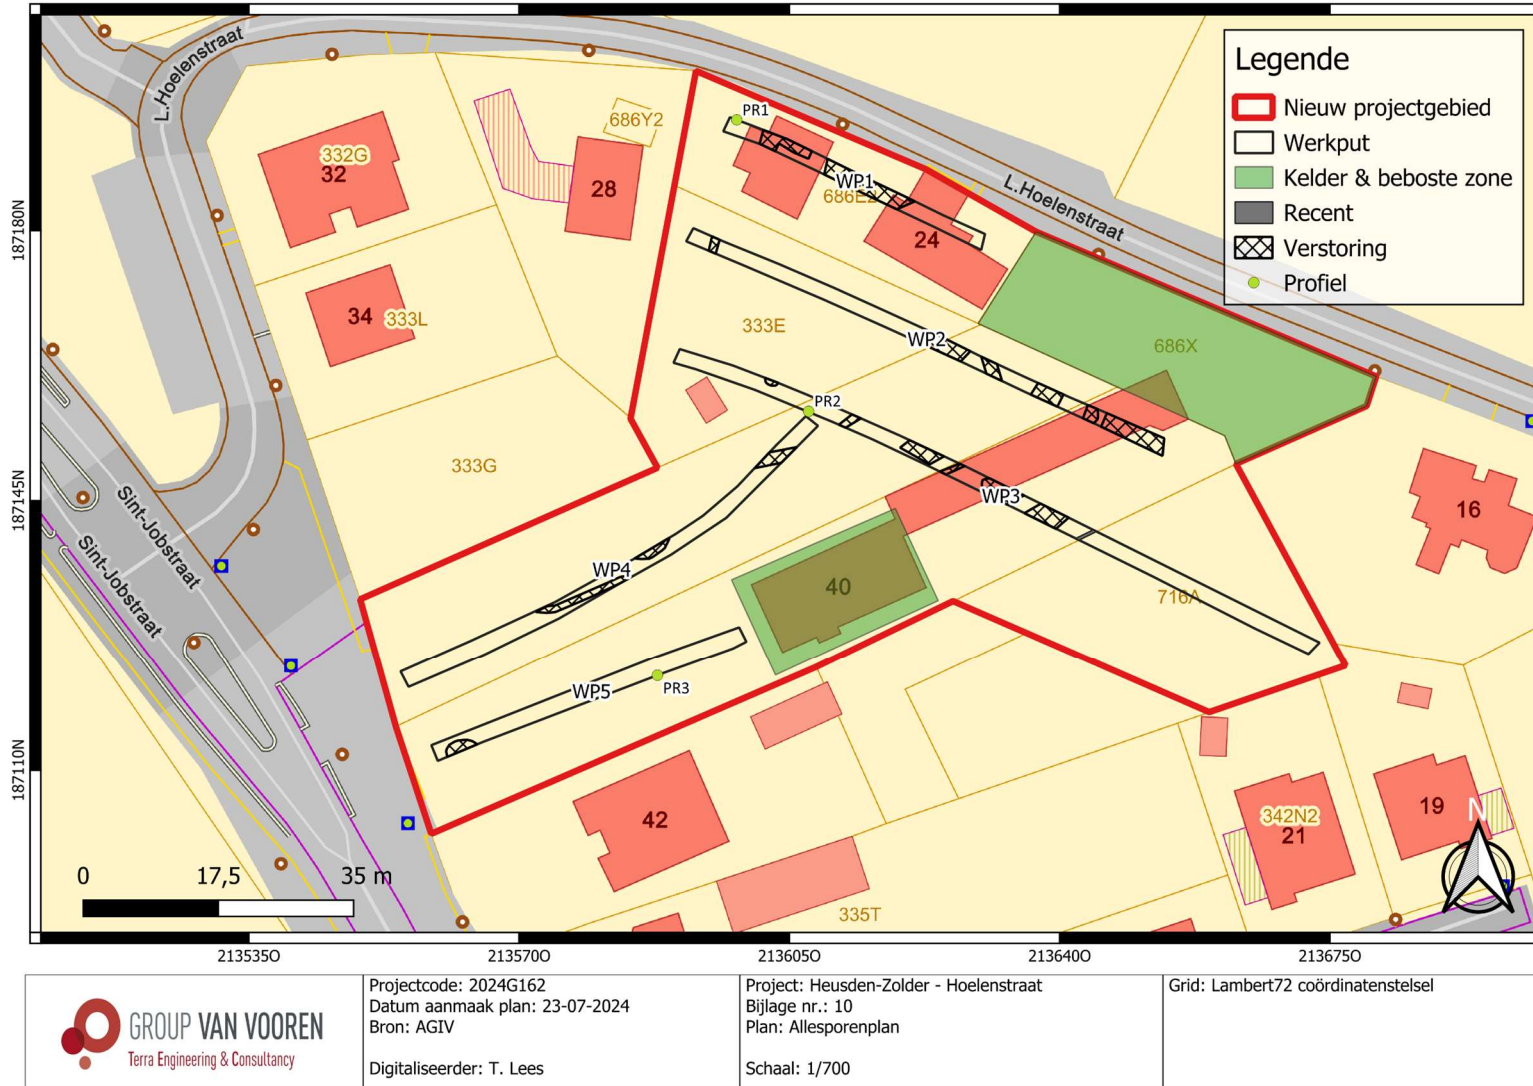 L.Hoelenstraat
Legende
Nieuw projectgebied
Werkput
Kelder & beboste zone
Recent
Verstoring
Profiel
PR1
686Y2
332G
32
28
WP1
686E2
L.Hoelenstraat
24
187180N
34
333L
333E
WP2
686X
PR2
333G
187145N
Sint-Jobstraat
Sint-Jobstraat
WP3
16
WP4
40
716A
WP5
PR3
187110N
42
342N2
21
19
N
0 17,5 35 m
335T
213535O
213570O
213605O
213640O
213675O
GROUP VAN VOOREN
Terra Engineering & Consultancy
Projectcode: 2024G162
Datum aanmaak plan: 23-07-2024
Bron: AGIV
Digitaliseerder: T. Lees
Project: Heusden-Zolder - Hoelenstraat
Bijlage nr.: 10
Plan: Allesporenplan
Schaal: 1/700
Grid: Lambert72 coördinatenstelsel